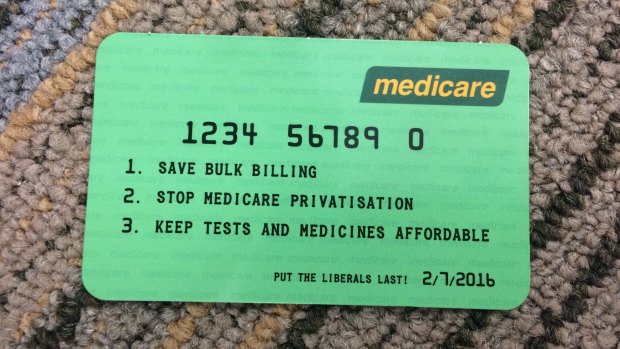 medicare
1234 56789 0
1. SAVE BULK BILLING
2. STOP MEDICARE PRIVATISATION
3. KEEP TESTS AND MEDICINES AFFORDABLE
PUT THE LIBERALS LAST! 2/7/2016